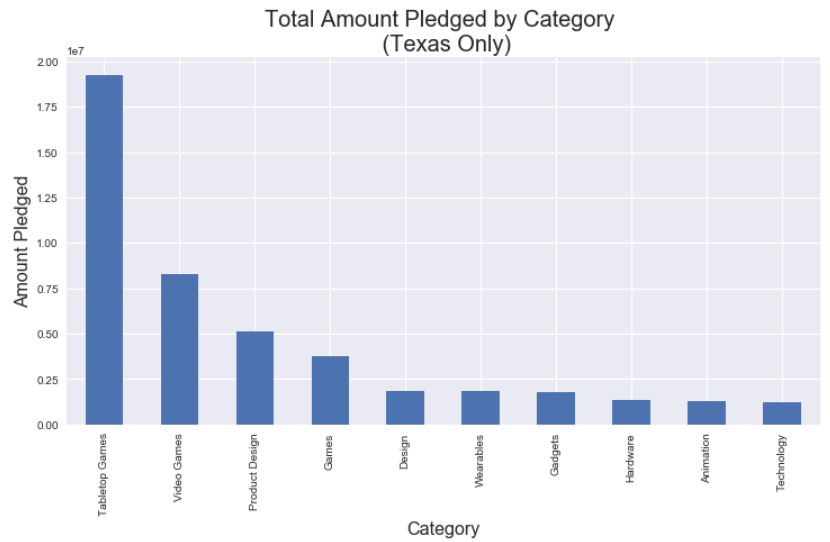 Total Amount Pledged by Category
(Texas Only)
1e7
2.00
1.75
1.50
1.25
1.00
0.75
0.50
0.25
0.00
Amount Pledged
Tabletop Games
Video Games
Product Design
Games
Design
Wearables
Gadgets
Hardware
Animation
Technology
Category